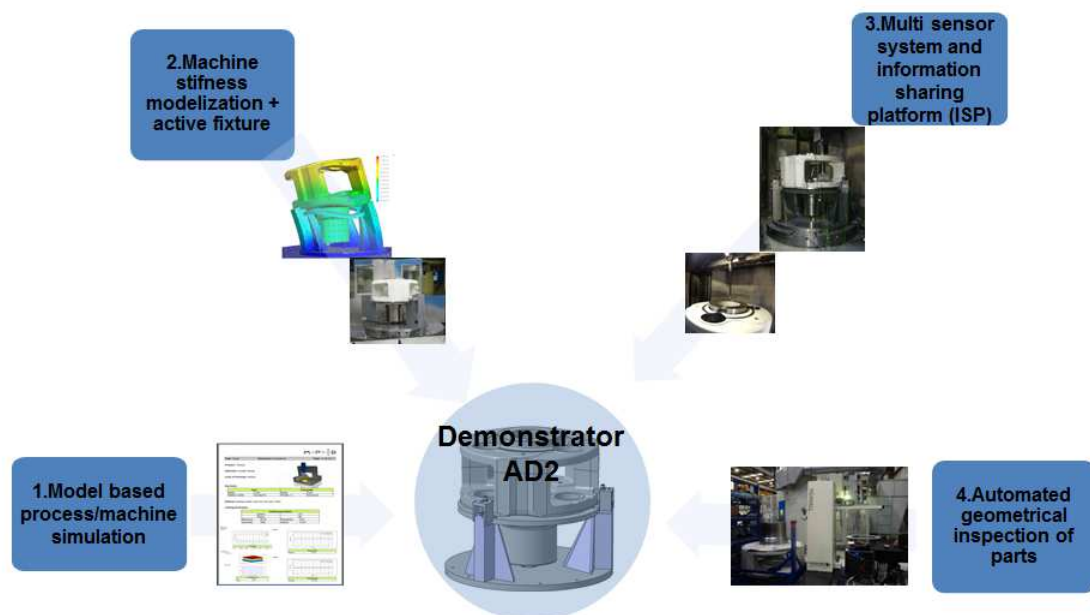 2.Machine
stifness
modelization +
active fixture
3.Multi sensor
system and
information
sharing
platform (ISP)
Demonstrator
AD2
1.Model based
process/machine
simulation
4.Automated
geometrical
inspection of
parts